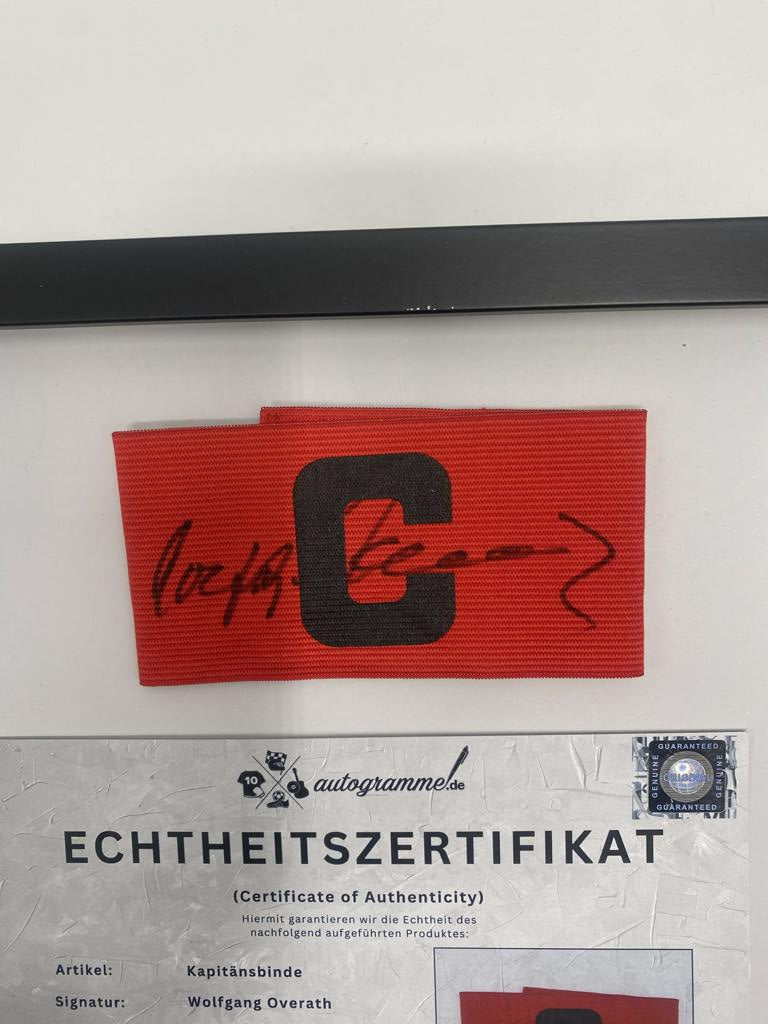 C
10 autogramme!.de
GUARANTEED
GENUINE ORIGINAL GENUINE
GUARANTEED
ECHTHEITSZERTIFIKAT
(Certificate of Authenticity)
Hiermit garantieren wir die Echtheit des
nachfolgend aufgeführten Produktes:
Artikel: Kapitänsbinde
Signatur: Wolfgang Overath